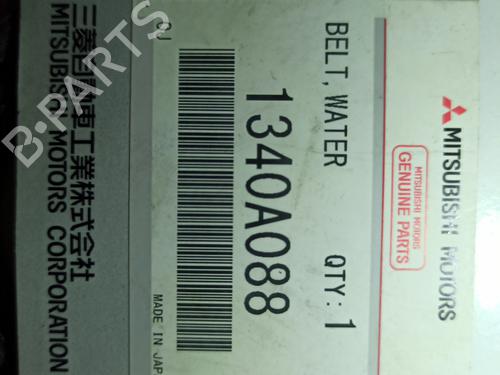 MITSUBISHI MOTORS
MITSUBISHI MOTORS
GENUINE PARTS
BELT, WATER
QTY: 1
1340A088
CJ
MADE IN JAP
三菱自動車工業株式会社
MITSUBISHI MOTORS CORPORATION
B-PARTS